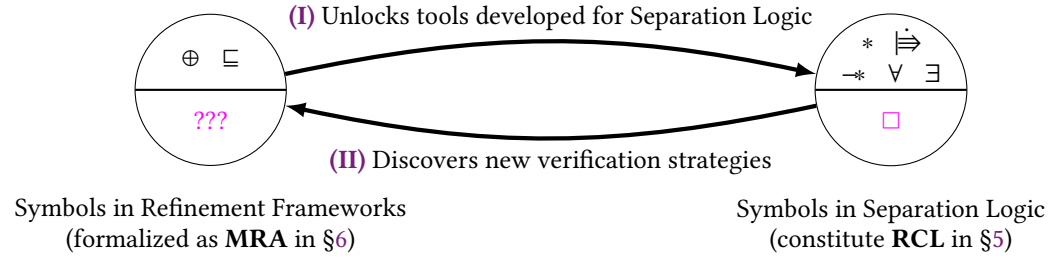 (I) Unlocks tools developed for Separation Logic
⊕ ⊑
∗ ⤇
−∗ ∀ ∃
???
□
(II) Discovers new verification strategies
Symbols in Refinement Frameworks
(formalized as MRA in §6)
Symbols in Separation Logic
(constitute RCL in §5)